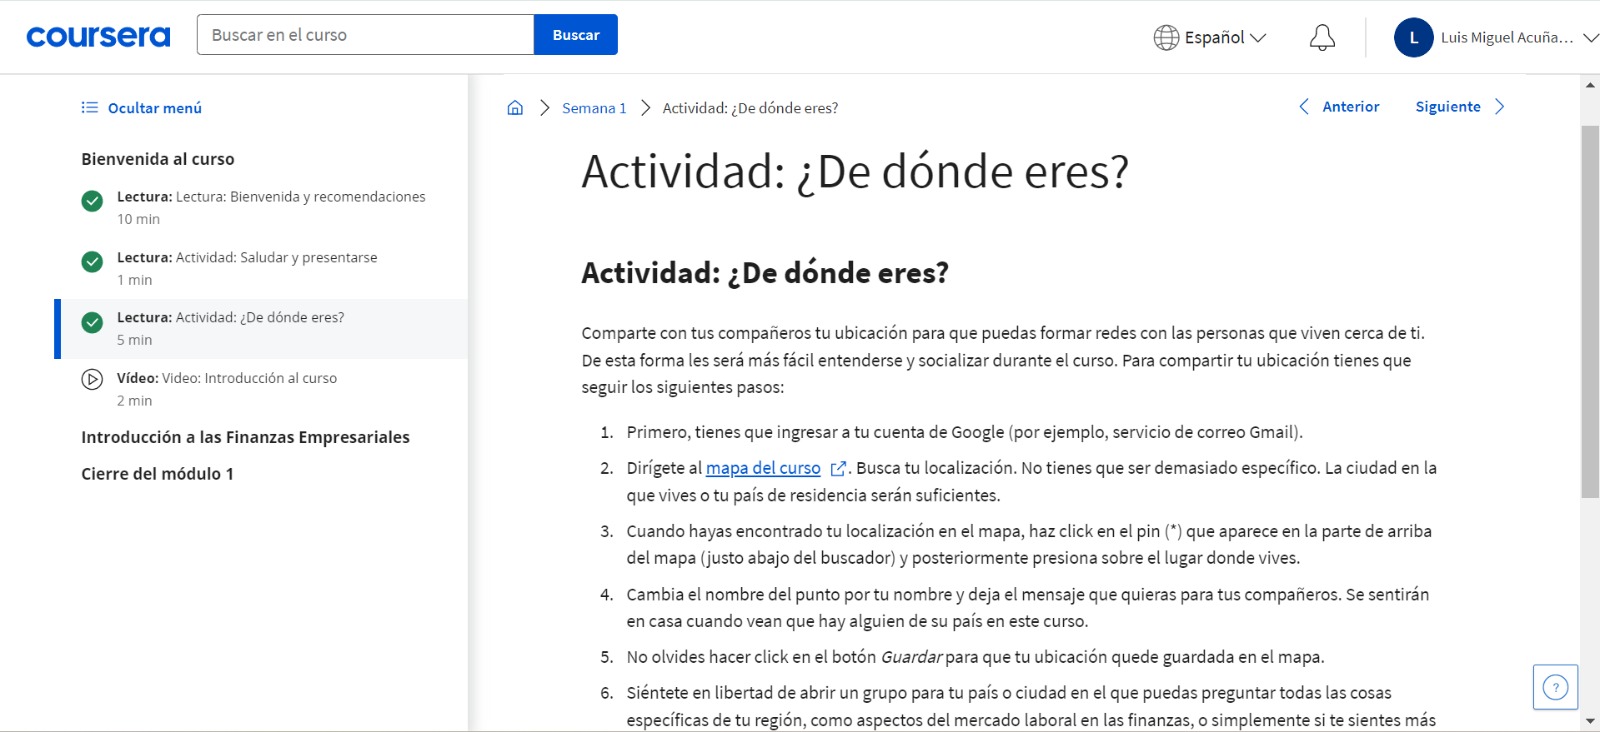 coursera
Buscar en el curso
Buscar
Español
L
Luis Miguel Acuña...
Ocultar menú
Bienvenida al curso
Lectura: Lectura: Bienvenida y recomendaciones
10 min
Lectura: Actividad: Saludar y presentarse
1 min
Lectura: Actividad: ¿De dónde eres?
5 min
Vídeo: Video: Introducción al curso
2 min
Introducción a las Finanzas Empresariales
Cierre del módulo 1
Semana 1
Actividad: ¿De dónde eres?
Anterior
Siguiente
Actividad: ¿De dónde eres?
Actividad: ¿De dónde eres?
Comparte con tus compañeros tu ubicación para que puedas formar redes con las personas que viven cerca de ti.
De esta forma les será más fácil entenderse y socializar durante el curso. Para compartir tu ubicación tienes que
seguir los siguientes pasos:
1. Primero, tienes que ingresar a tu cuenta de Google (por ejemplo, servicio de correo Gmail).
2. Dirígete al mapa del curso. Busca tu localización. No tienes que ser demasiado específico. La ciudad en la
que vives o tu país de residencia serán suficientes.
3. Cuando hayas encontrado tu localización en el mapa, haz click en el pin (*) que aparece en la parte de arriba
del mapa (justo abajo del buscador) y posteriormente presiona sobre el lugar donde vives.
4. Cambia el nombre del punto por tu nombre y deja el mensaje que quieras para tus compañeros. Se sentirán
en casa cuando vean que hay alguien de su país en este curso.
5. No olvides hacer click en el botón Guardar para que tu ubicación quede guardada en el mapa.
6. Siéntete en libertad de abrir un grupo para tu país o ciudad en el que puedas preguntar todas las cosas
específicas de tu región, como aspectos del mercado laboral en las finanzas, o simplemente si te sientes más
?